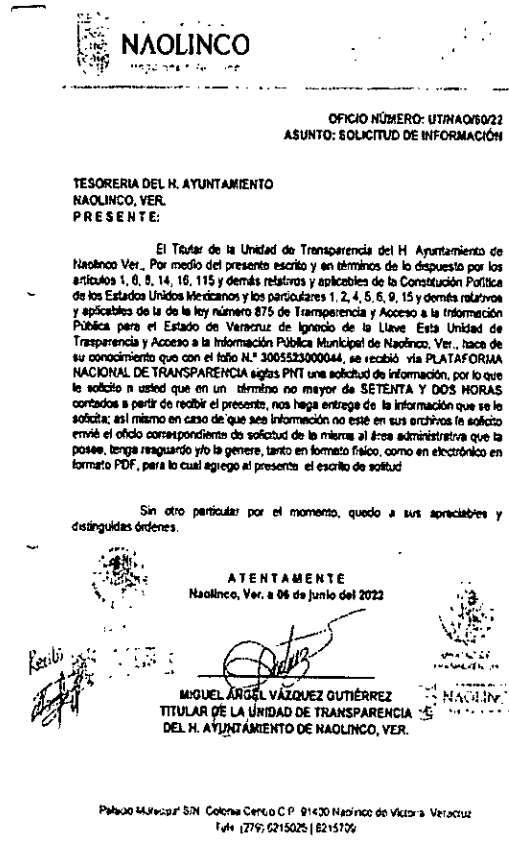 NAOLINCO
OFICIO NÚMERO: UT/NAO/60/22
ASUNTO: SOLICITUD DE INFORMACIÓN
TESORERIA DEL H. AYUNTAMIENTO
NAOLINCO, VER.
P R E S E N T E:
El Titular de la Unidad de Transparencia del H Ayuntamiento de
Naolinco Ver., Por medio del presente escrito y en términos de lo dispuesto por los
artículos 1, 6, 8, 14, 16, 115 y demás relativos y aplicables de la Constitución Política
de los Estados Unidos Mexicanos y los particulares 1, 2, 4, 5, 6, 9, 15 y demás relativos
y aplicables de la de la ley número 875 de Transparencia y Acceso a la Información
Pública para el Estado de Veracruz de Ignacio de la Llave Esta Unidad de
Trasparencia y Acceso a la Información Pública Municipal de Naolinco, Ver., hace de
su conocimiento que con el folio N.º 3005523000044, se recibió vía PLATAFORMA
NACIONAL DE TRANSPARENCIA siglas PNT una solicitud de información, por lo que
le solicito a usted que en un término no mayor de SETENTA Y DOS HORAS
contados a partir de recibir el presente, nos haga entrega de la información que se le
solicita; así mismo en caso de que sea información no esté en sus archivos le solicito
envié el oficio correspondiente de solicitud de la misma al área administrativa que la
posea, tenga resguardo y/o la genere, tanto en formato físico, como en electrónico en
formato PDF, para lo cual agrego al presente el escrito de solitud
Sin otro particular por el momento, quedo a sus apreciables y
distinguidas órdenes.
A T E N T A M E N T E
Naolinco, Ver. a 06 de junio del 2022
Recibi
MIGUEL ÁNGEL VÁZQUEZ GUTIÉRREZ
TITULAR DE LA UNIDAD DE TRANSPARENCIA
DEL H. AYUNTAMIENTO DE NAOLINCO, VER.
NAOLINCO
Palacio Municipal S/N Colonia Centro C.P. 91400 Naolinco de Victoria Veracruz
Tels (279) 6215025 | 8215709